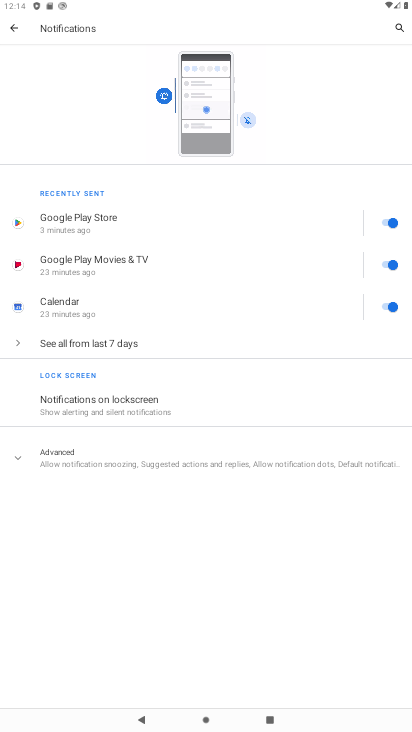 12:14
Notifications
RECENTLY SENT
Google Play Store
3 minutes ago
Google Play Movies & TV
23 minutes ago
Calendar
23 minutes ago
See all from last 7 days
LOCK SCREEN
Notifications on lockscreen
Show alerting and silent notifications
Advanced
Allow notification snoozing, Suggested actions and replies, Allow notification dots, Default notificati..